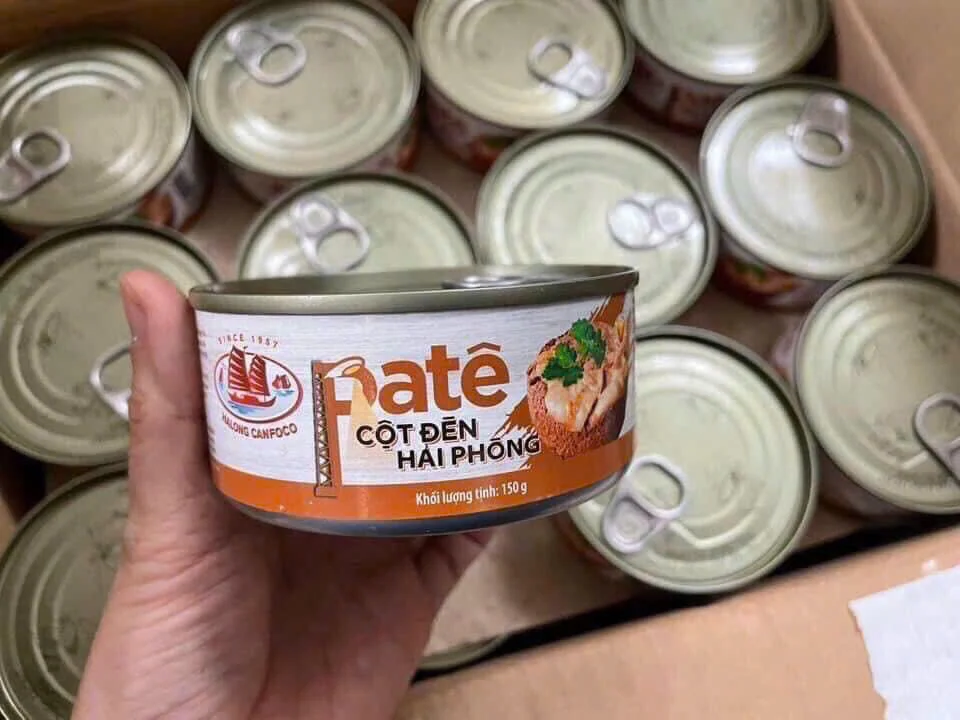 SINCE 1957
HALONG CANFOCO
Patê
CỘT ĐÈN
HẢI PHÒNG
Khối lượng tịnh: 150 g